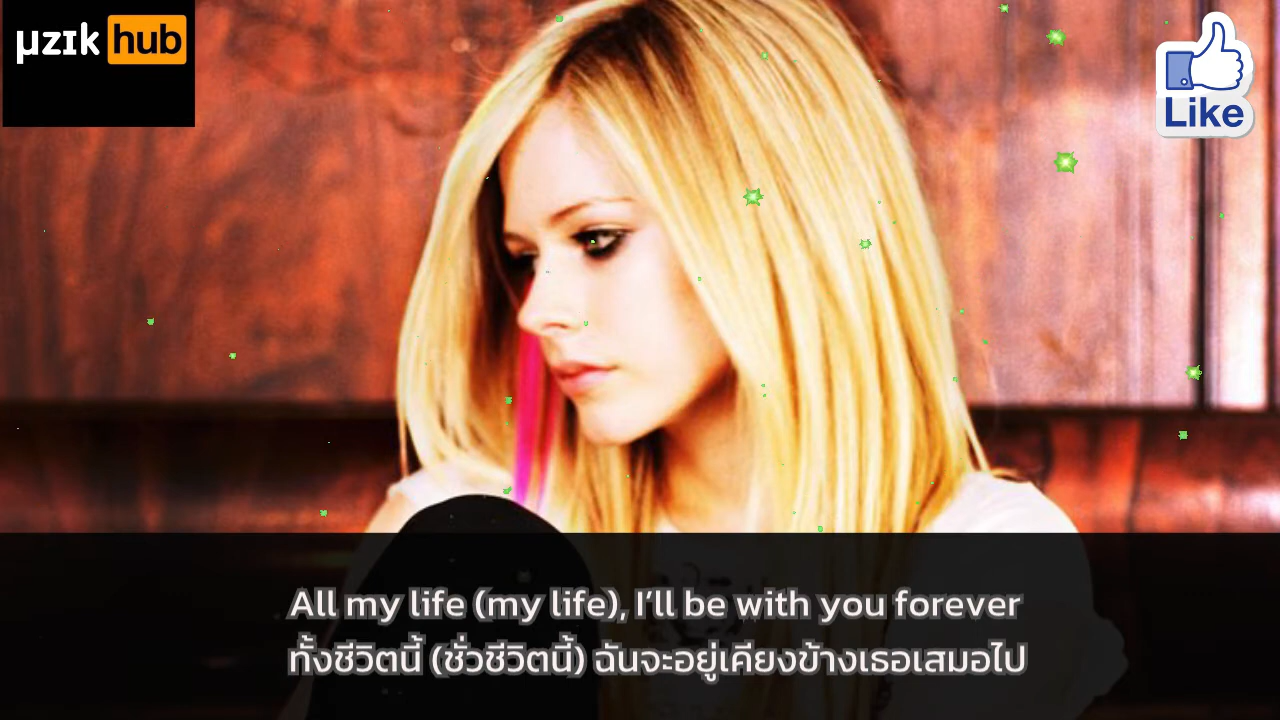 μzɪk hub
Like
All my life (my life), I'll be with you forever
ทั้งชีวิตนี้ (ชั่วชีวิตนี้) ฉันจะอยู่เคียงข้างเธอเสมอไป